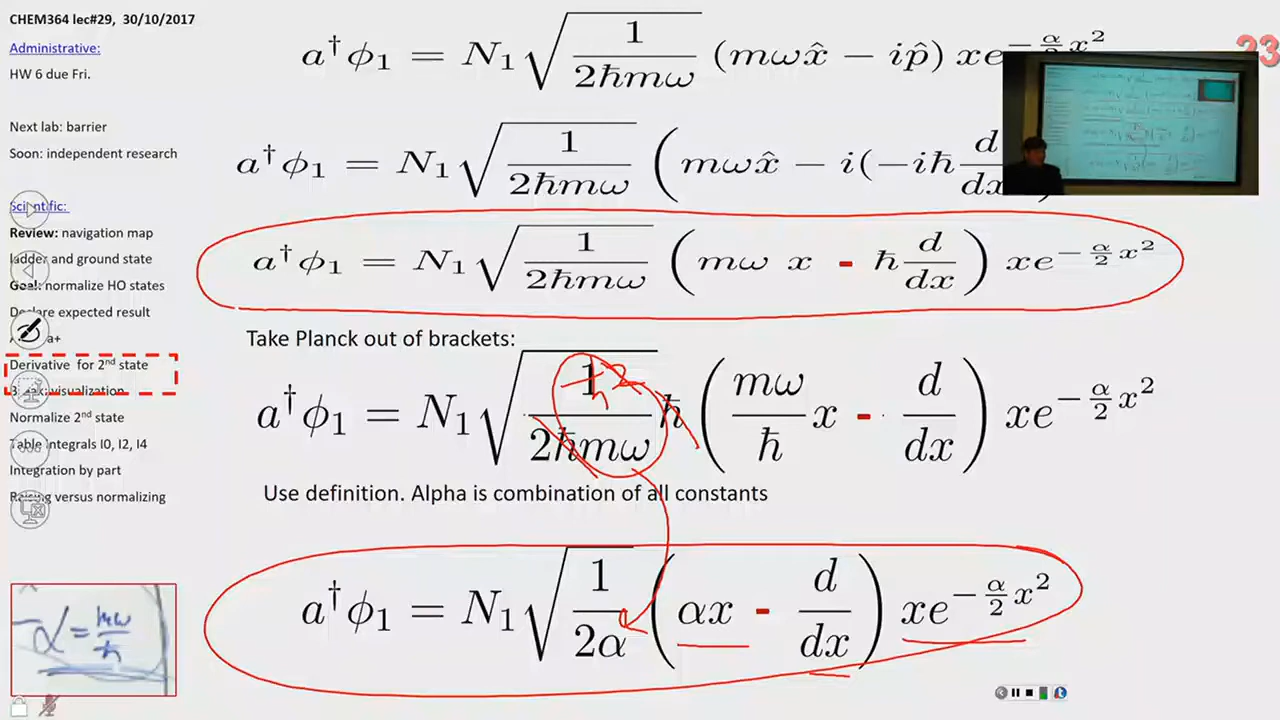 CHEM364 lec#29, 30/10/2017
Administrative:
HW 6 due Fri.
Next lab: barrier
Soon: independent research
Scientific:
Review: navigation map
ladder and ground state
Goal: normalize HO states
Declare expected result
a+
Derivative for 2nd state
visualization
Normalize 2nd state
Table integrals I0, I2, I4
Integration by part
Raising versus normalizing
α = mω/ħ
23
a†ϕ₁ = N₁√(1/2ħmω) (mωx̂ − ip̂) xe^(−α/2 x²)
a†ϕ₁ = N₁√(1/2ħmω) (mωx̂ − i(−iħ d/dx
a†ϕ₁ = N₁√(1/2ħmω) (mω x - ħ d/dx) xe^(−α/2 x²)
Take Planck out of brackets:
a†ϕ₁ = N₁√(1/2ħmω) ħ (mω/ħ x - d/dx) xe^(−α/2 x²)
Use definition. Alpha is combination of all constants
a†ϕ₁ = N₁√(1/2α) (αx - d/dx) xe^(−α/2 x²)